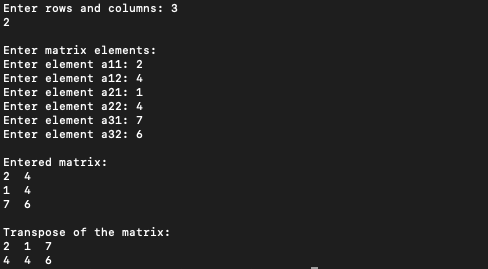 Enter rows and columns: 3
2
Enter matrix elements:
Enter element a11: 2
Enter element a12: 4
Enter element a21: 1
Enter element a22: 4
Enter element a31: 7
Enter element a32: 6
Entered matrix:
2  4
1  4
7  6
Transpose of the matrix:
2  1  7
4  4  6